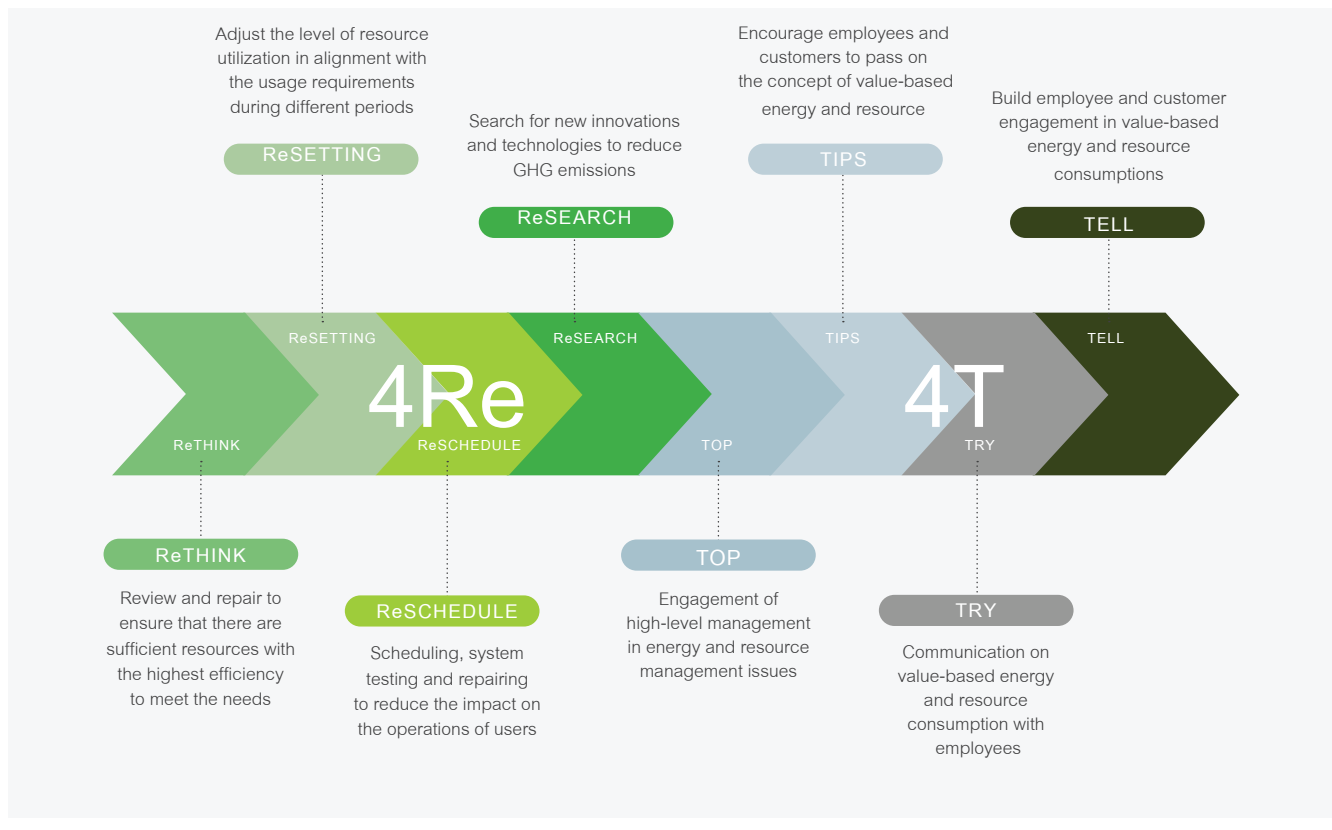 Adjust the level of resource
utilization in alignment with
the usage requirements
during different periods
ReSETTING
Search for new innovations
and technologies to reduce
GHG emissions
ReSEARCH
Encourage employees and
customers to pass on
the concept of value-based
energy and resource
TIPS
Build employee and customer
engagement in value-based
energy and resource
consumptions
TELL
ReSETTING
ReSEARCH
TIPS
TELL
4Re
4T
ReTHINK
ReSCHEDULE
TOP
TRY
ReTHINK
Review and repair to
ensure that there are
sufficient resources with
the highest efficiency
to meet the needs
ReSCHEDULE
Scheduling, system
testing and repairing
to reduce the impact on
the operations of users
TOP
Engagement of
high-level management
in energy and resource
management issues
TRY
Communication on
value-based energy
and resource
consumption with
employees